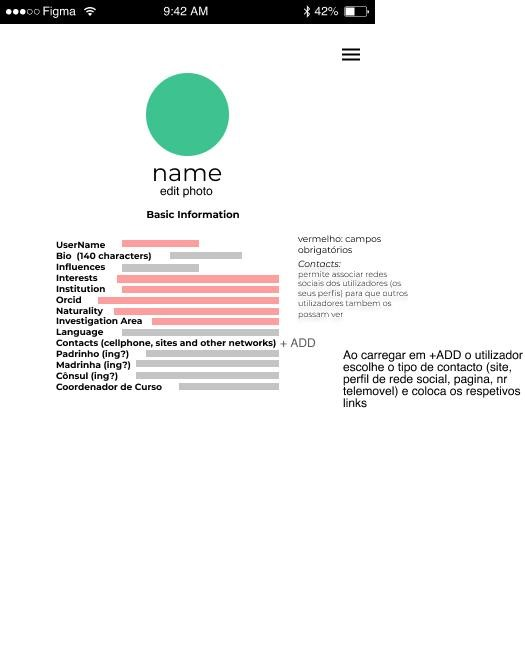 Figma 9:42 AM 42%
name
edit photo
Basic Information
UserName
Bio (140 characters)
Influences
Interests
Institution
Orcid
Naturality
Investigation Area
Language
Contacts (cellphone, sites and other networks) + ADD
Padrinho (ing?)
Madrinha (ing?)
Cônsul (ing?)
Coordenador de Curso
vermelho: campos
obrigatórios
Contacts:
permite associar redes
sociais dos utilizadores (os
seus perfis) para que outros
utilizadores tambem os
possam ver
Ao carregar em +ADD o utilizador
escolhe o tipo de contacto (site,
perfil de rede social, pagina, nr
telemovel) e coloca os respetivos
links